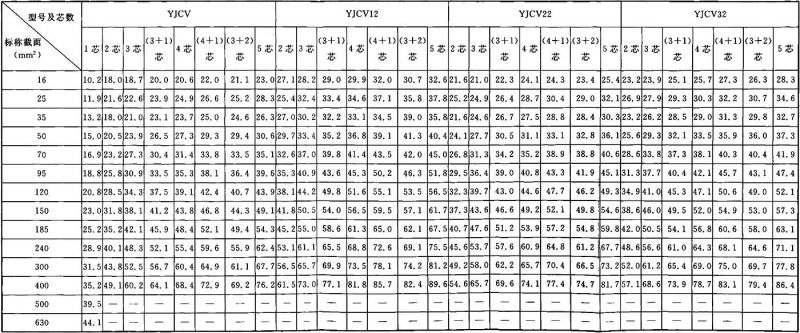 型号及芯数 YJCV YJCV12 YJCV22 YJCV32
标称截面 (mm²) 1芯 2芯 3芯 (3+1)芯 4芯 (4+1)芯 (3+2)芯 5芯 2芯 3芯 (3+1)芯 4芯 (4+1)芯 (3+2)芯 5芯 2芯 3芯 (3+1)芯 4芯 (4+1)芯 (3+2)芯 5芯 2芯 3芯 (3+1)芯 4芯 (4+1)芯 (3+2)芯 5芯
16 10.2 18.0 18.7 20.0 20.6 22.0 21.1 23.0 27.1 28.2 29.0 29.9 32.0 30.7 32.6 21.6 21.0 22.3 24.1 24.3 23.4 25.4 23.2 23.9 25.1 25.7 27.3 26.3 28.3
25 11.9 21.6 22.6 23.9 24.9 26.6 25.2 28.3 25.4 32.4 33.4 34.6 37.1 35.8 37.8 25.2 24.9 26.4 28.7 30.4 29.0 32.1 26.9 27.9 29.3 30.3 32.2 30.7 34.6
35 13.2 18.0 21.0 23.1 23.7 25.0 24.6 26.3 27.0 30.2 32.2 33.1 34.5 39.0 35.8 21.6 24.6 26.7 27.5 28.8 28.4 30.3 23.2 26.2 28.5 29.0 31.3 29.8 32.7
50 15.0 20.5 23.9 26.5 27.3 29.3 29.4 30.6 29.7 33.4 35.2 36.8 39.1 41.3 40.4 24.1 27.7 30.5 31.1 33.1 32.8 36.1 25.6 29.3 32.1 33.5 35.9 36.0 37.3
70 16.9 23.2 27.3 30.4 31.4 33.8 33.5 35.1 32.6 37.0 39.8 41.4 43.5 42.0 45.0 26.8 31.3 34.2 35.2 38.9 38.8 40.6 28.6 33.8 37.3 38.1 40.3 40.4 41.9
95 18.8 25.8 30.9 33.5 35.3 38.1 36.4 39.6 35.3 40.9 43.6 45.3 50.2 46.3 51.8 29.5 36.4 39.0 40.8 43.3 41.9 45.1 31.3 37.7 40.4 42.1 45.7 43.1 47.4
120 20.8 28.5 34.3 37.5 39.1 42.4 40.7 43.9 38.1 44.2 49.8 51.6 55.1 53.5 56.5 32.3 39.7 43.0 44.6 47.7 46.2 49.3 34.9 41.0 45.3 47.1 50.6 49.0 52.1
150 23.0 31.8 38.1 41.2 43.8 46.8 44.3 49.1 41.8 50.5 54.0 56.5 59.5 57.1 61.7 37.3 43.6 46.6 49.2 52.1 49.8 54.6 38.6 46.0 49.5 52.0 54.9 53.0 57.3
185 25.2 35.2 42.1 45.9 48.4 52.1 49.4 54.3 45.2 55.0 58.6 61.3 65.0 62.1 67.5 40.7 47.6 51.2 53.9 57.2 54.8 59.8 42.0 50.5 54.1 56.8 60.6 58.0 63.1
240 28.9 40.1 48.3 52.1 55.4 59.6 55.9 62.4 53.1 61.1 65.5 68.8 72.6 69.1 75.5 45.6 53.7 57.6 60.9 64.8 61.2 67.7 48.6 56.6 61.0 64.3 68.1 64.6 71.1
300 31.5 43.8 52.5 56.7 60.4 64.9 61.1 67.7 56.5 65.7 69.9 73.5 78.1 74.2 81.2 49.2 58.0 62.2 65.7 70.4 66.5 73.2 52.0 61.2 65.4 69.0 75.0 69.7 77.8
400 35.2 49.1 60.2 64.1 68.4 72.9 69.2 76.2 61.5 73.0 77.1 81.8 85.7 82.4 89.6 54.6 65.7 69.6 74.1 77.4 74.7 81.7 57.1 68.6 73.9 78.7 83.1 79.4 86.4
500 39.5 — — — — — — — — — — — — — — — — — — — — — — — — — — — —
630 44.1 — — — — — — — — — — — — — — — — — — — — — — — — — — — —